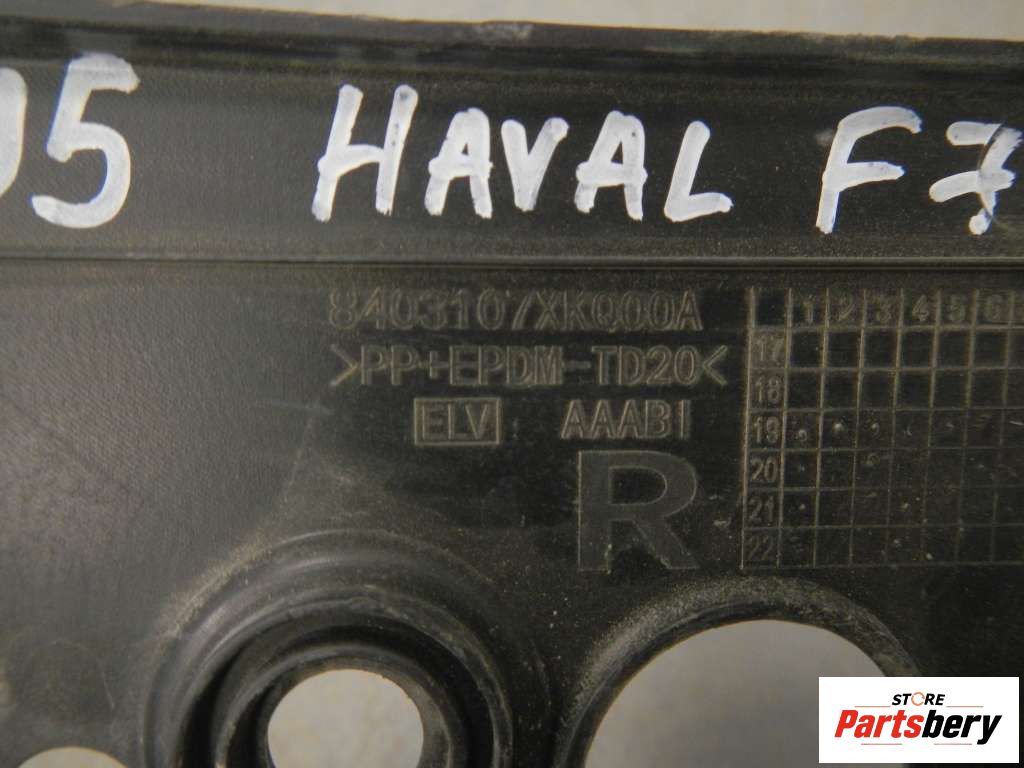 05 HAVAL F7
8403107XKQ00A
>PP+EPDM-TD20<
ELV AAAB1
R
1 2 3 4 5 6
17
18
19
20
21
22
STORE
Partsbery